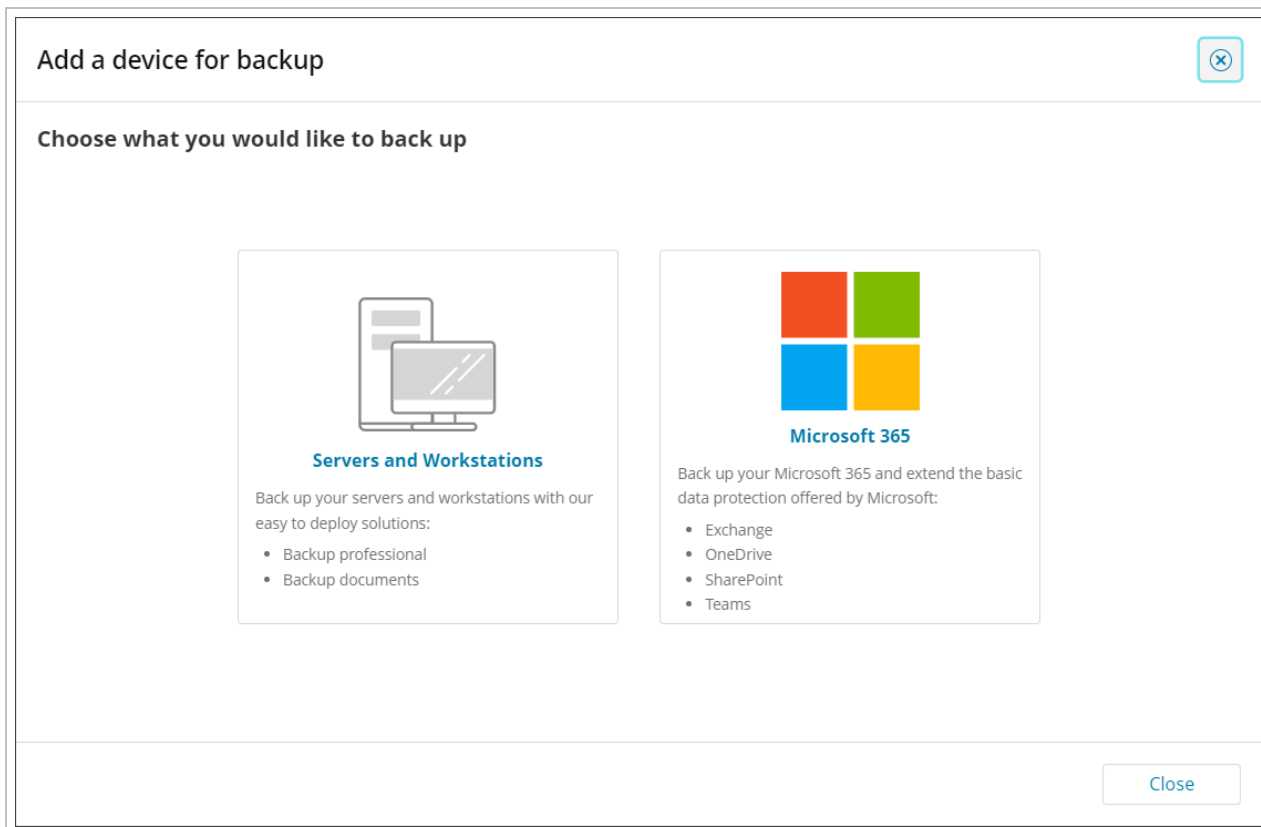 Add a device for backup
Choose what you would like to back up
Servers and Workstations
Back up your servers and workstations with our
easy to deploy solutions:
• Backup professional
• Backup documents
Microsoft 365
Back up your Microsoft 365 and extend the basic
data protection offered by Microsoft:
• Exchange
• OneDrive
• SharePoint
• Teams
Close